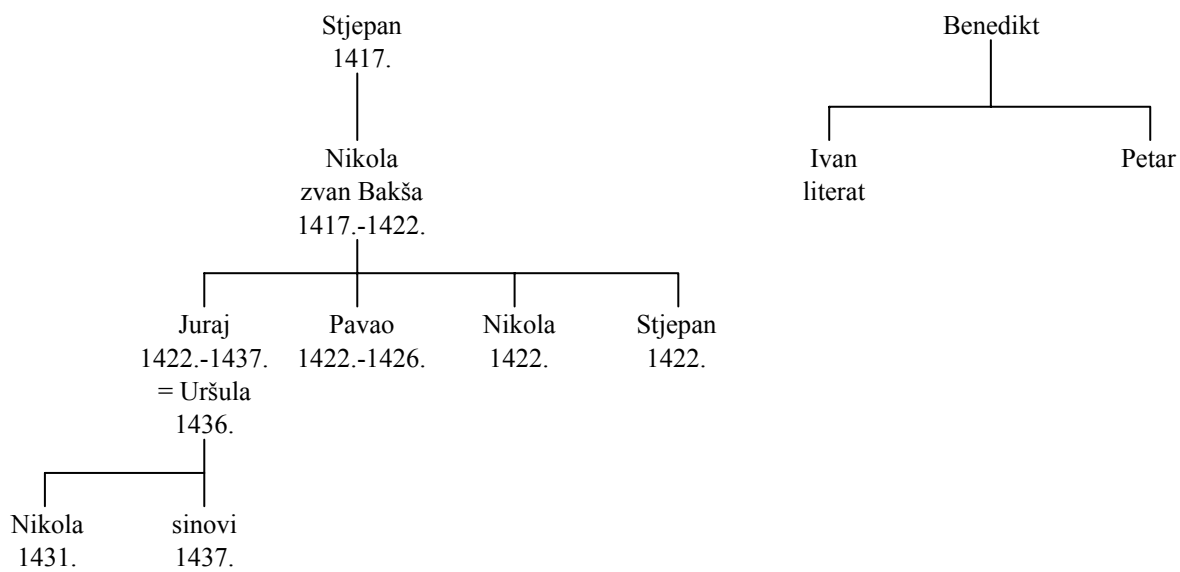 Stjepan
1417.
Benedikt
Nikola
zvan Bakša
1417.-1422.
Ivan
literat
Petar
Juraj
1422.-1437.
= Uršula
1436.
Pavao
1422.-1426.
Nikola
1422.
Stjepan
1422.
Nikola
1431.
sinovi
1437.